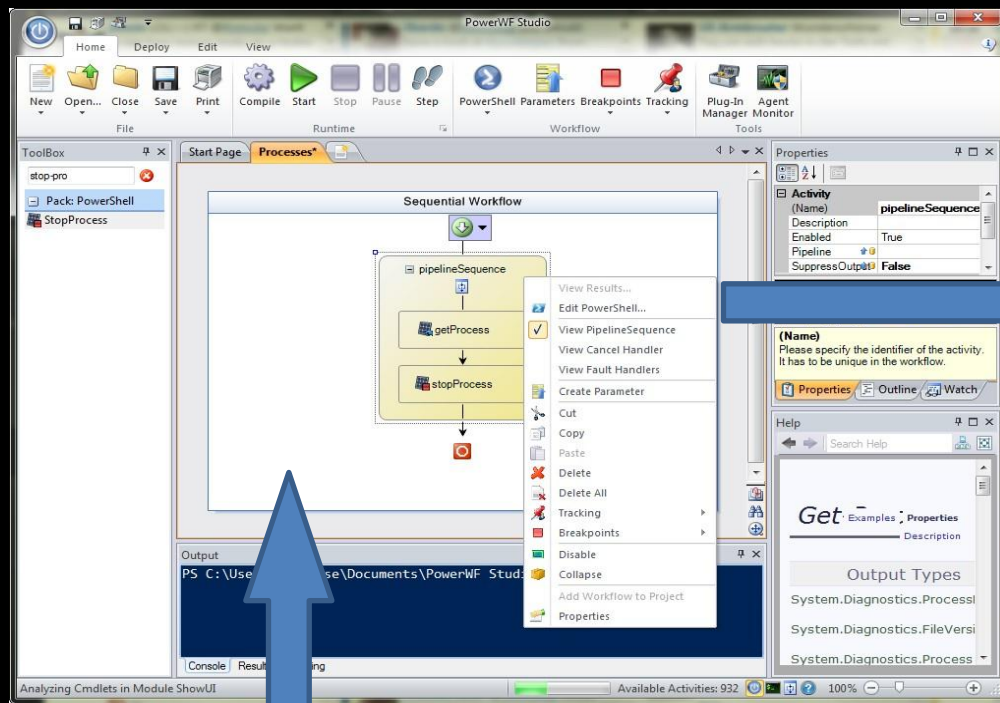 PowerWF Studio
Home Deploy Edit View
New Open... Close Save Print Compile Start Stop Pause Step PowerShell Parameters Breakpoints Tracking Plug-In Manager Agent Monitor
File Runtime Workflow Tools
ToolBox
stop-pro
Pack: PowerShell
StopProcess
Start Page Processes*
Sequential Workflow
pipelineSequence
getProcess
stopProcess
View Results...
Edit PowerShell...
View PipelineSequence
View Cancel Handler
View Fault Handlers
Create Parameter
Cut
Copy
Paste
Delete
Delete All
Tracking
Breakpoints
Disable
Collapse
Add Workflow to Project
Properties
Properties
Activity
(Name) pipelineSequence
Description
Enabled True
Pipeline
SuppressOutput False
(Name)
Please specify the identifier of the activity.
It has to be unique in the workflow.
Properties Outline Watch
Help
Search Help
Get Examples Properties
Description
Output Types
System.Diagnostics.Process
System.Diagnostics.FileVersi
System.Diagnostics.Process
Output
PS C:\Use se\Documents\PowerWF Stud
Console Resul ing
Analyzing Cmdlets in Module ShowUI
Available Activities: 932 100%